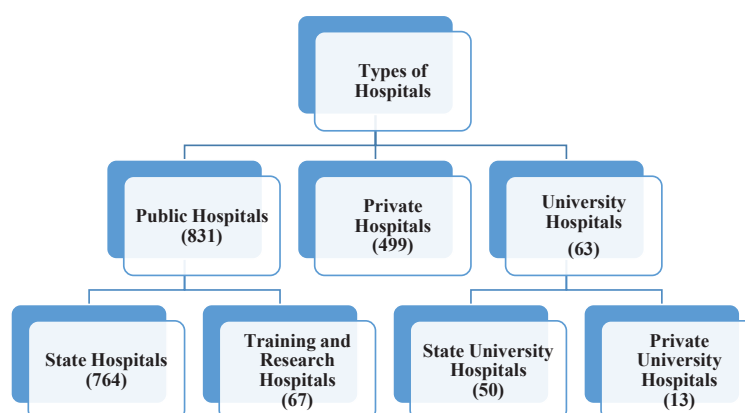 Types of
Hospitals
Public Hospitals
(831)
Private
Hospitals
(499)
University
Hospitals
(63)
State Hospitals
(764)
Training and
Research
Hospitals
(67)
State University
Hospitals
(50)
Private
University
Hospitals
(13)